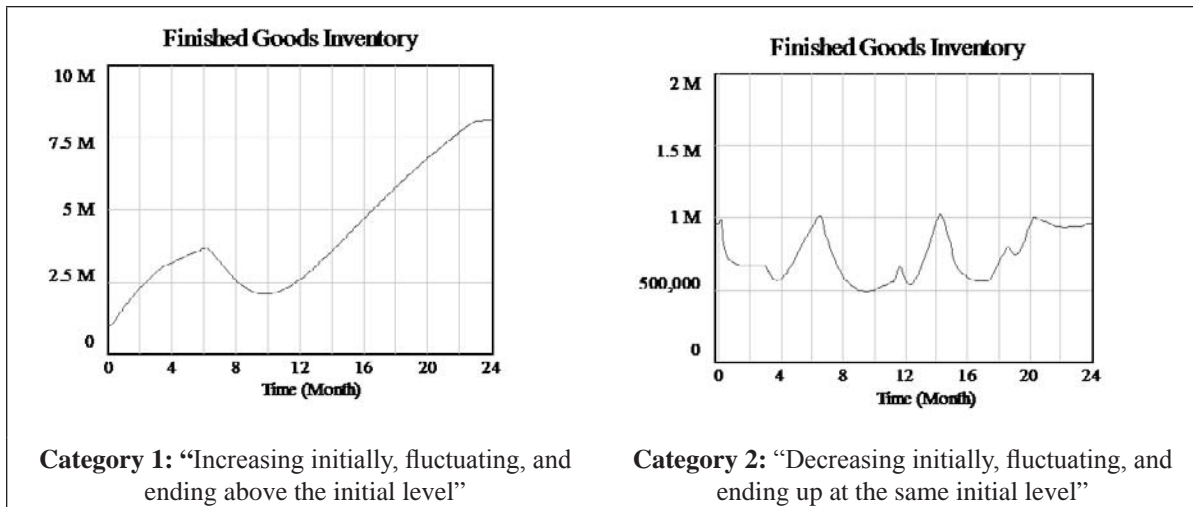 Finished Goods Inventory
10 M
7.5 M
5 M
2.5 M
0
0 4 8 12 16 20 24
Time (Month)
Category 1: “Increasing initially, fluctuating, and
ending above the initial level”
Finished Goods Inventory
2 M
1.5 M
1 M
500,000
0
0 4 8 12 16 20 24
Time (Month)
Category 2: “Decreasing initially, fluctuating, and
ending up at the same initial level”